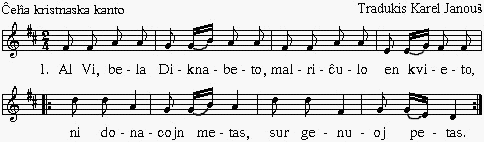 Ĉeĥa kristnaska kanto
Tradukis Karel Janouš
1. Al Vi, be - la Di - kna - be - to, mal - ri - ĉu - lo en kvi - e - to,
ni do - na - cojn me - tas, sur ge - nu - oj pe - tas.